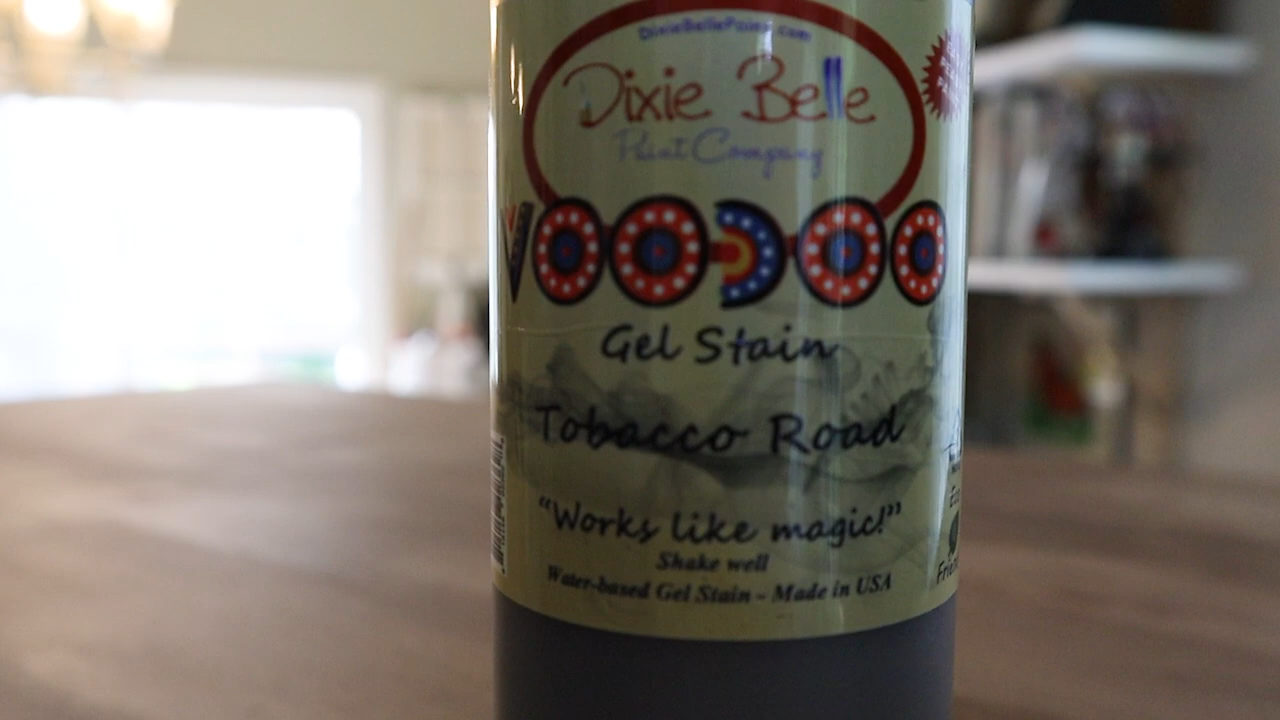 DixieBellePaint.com
Dixie Belle
Paint Company
VOODOO
Gel Stain
Tobacco Road
“Works like magic!”
Shake well
Water-based Gel Stain - Made in USA